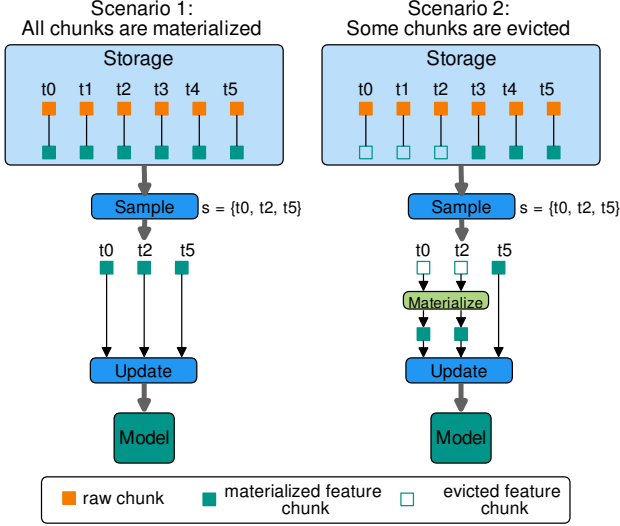 Scenario 1:
All chunks are materialized
Storage
t0 t1 t2 t3 t4 t5
Sample s = {t0, t2, t5}
t0 t2 t5
Update
Model
Scenario 2:
Some chunks are evicted
Storage
t0 t1 t2 t3 t4 t5
Sample s = {t0, t2, t5}
t0 t2 t5
Materialize
Update
Model
raw chunk
materialized feature
chunk
evicted feature
chunk